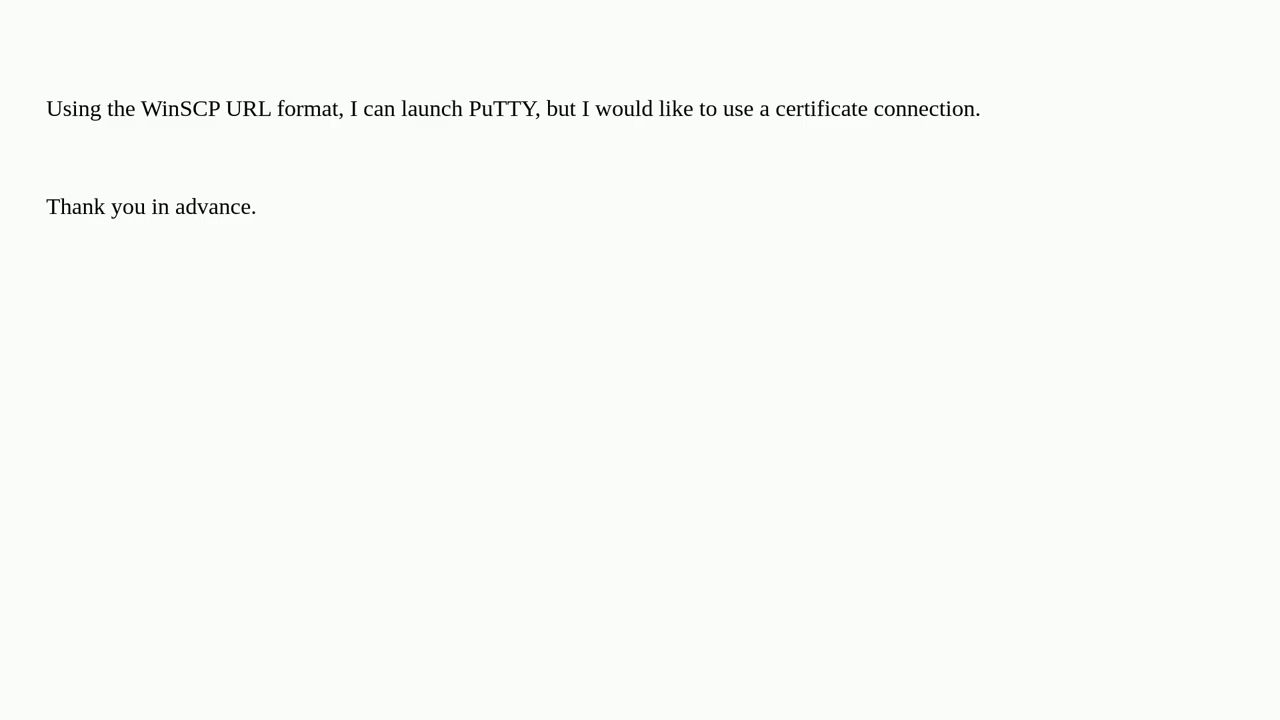 Using the WinSCP URL format, I can launch PuTTY, but I would like to use a certificate connection.
Thank you in advance.